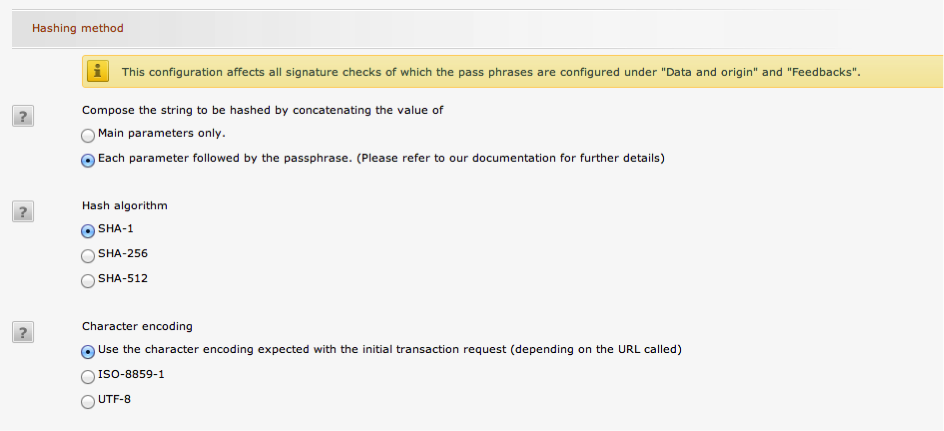 Hashing method
This configuration affects all signature checks of which the pass phrases are configured under "Data and origin" and "Feedbacks".
?
Compose the string to be hashed by concatenating the value of
Main parameters only.
Each parameter followed by the passphrase. (Please refer to our documentation for further details)
?
Hash algorithm
SHA-1
SHA-256
SHA-512
?
Character encoding
Use the character encoding expected with the initial transaction request (depending on the URL called)
ISO-8859-1
UTF-8